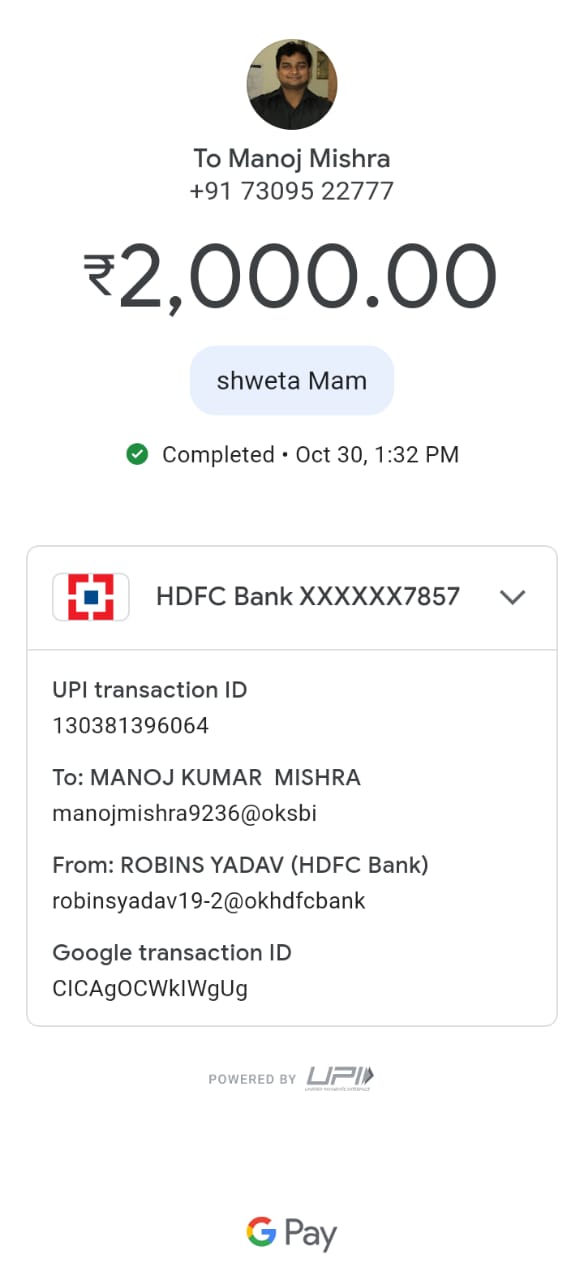 To Manoj Mishra
+91 73095 22777
₹2,000.00
shweta Mam
Completed • Oct 30, 1:32 PM
HDFC Bank XXXXXX7857
UPI transaction ID
130381396064
To: MANOJ KUMAR  MISHRA
manojmishra9236@oksbi
From: ROBINS YADAV (HDFC Bank)
robinsyadav19-2@okhdfcbank
Google transaction ID
CICAgOCWkIWgUg
POWERED BY UPI
UNIFIED PAYMENTS INTERFACE
G Pay